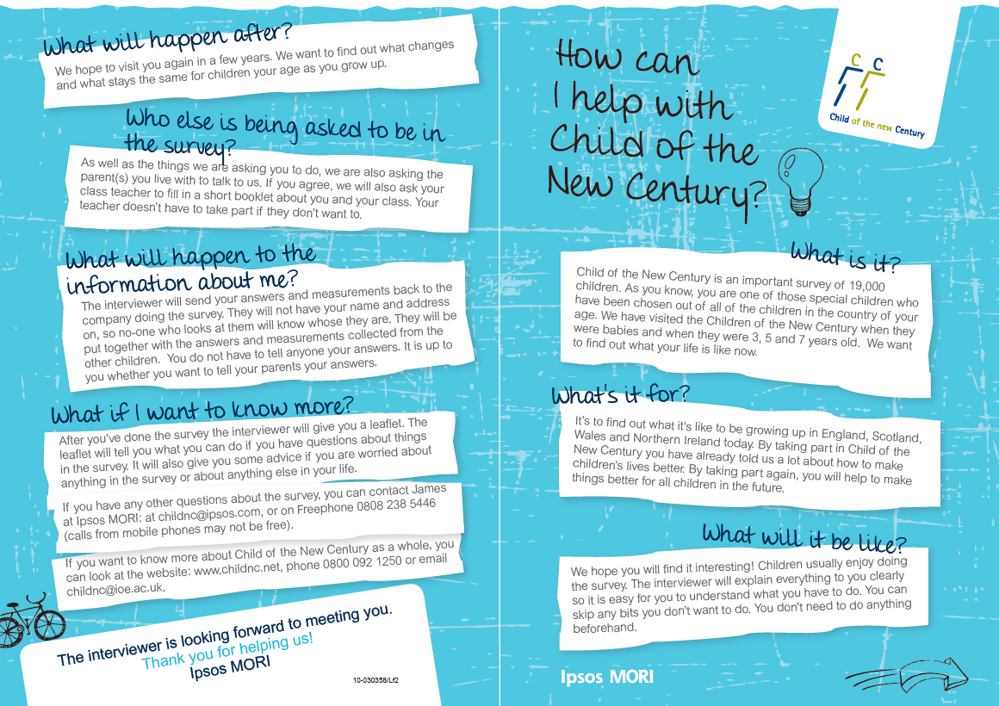 What will happen after?
We hope to visit you again in a few years. We want to find out what changes
and what stays the same for children your age as you grow up.
Who else is being asked to be in
the survey?
As well as the things we are asking you to do, we are also asking the
parent(s) you live with to talk to us. If you agree, we will also ask your
class teacher to fill in a short booklet about you and your class. Your
teacher doesn't have to take part if they don't want to.
What will happen to the
information about me?
The interviewer will send your answers and measurements back to the
company doing the survey. They will not have your name and address
on, so no-one who looks at them will know whose they are. They will be
put together with the answers and measurements collected from the
other children.  You do not have to tell anyone your answers. It is up to
you whether you want to tell your parents your answers.
What if I want to know more?
After you've done the survey the interviewer will give you a leaflet. The
leaflet will tell you what you can do if you have questions about things
in the survey. It will also give you some advice if you are worried about
anything in the survey or about anything else in your life.
If you have any other questions about the survey, you can contact James
at Ipsos MORI: at childnc@ipsos.com, or on Freephone 0808 238 5446
(calls from mobile phones may not be free).
If you want to know more about Child of the New Century as a whole, you
can look at the website: www.childnc.net, phone 0800 092 1250 or email
childnc@ioe.ac.uk.
The interviewer is looking forward to meeting you.
Thank you for helping us!
Ipsos MORI
10-030358/Lf2
How can
I help with
Child of the
New Century?
C C
Child of the new Century
What is it?
Child of the New Century is an important survey of 19,000
children. As you know, you are one of those special children who
have been chosen out of all of the children in the country of your
age. We have visited the Children of the New Century when they
were babies and when they were 3, 5 and 7 years old.  We want
to find out what your life is like now.
What's it for?
It's to find out what it's like to be growing up in England, Scotland,
Wales and Northern Ireland today. By taking part in Child of the
New Century you have already told us a lot about how to make
children's lives better. By taking part again, you will help to make
things better for all children in the future.
What will it be like?
We hope you will find it interesting! Children usually enjoy doing
the survey. The interviewer will explain everything to you clearly
so it is easy for you to understand what you have to do. You can
skip any bits you don't want to do. You don't need to do anything
beforehand.
Ipsos MORI